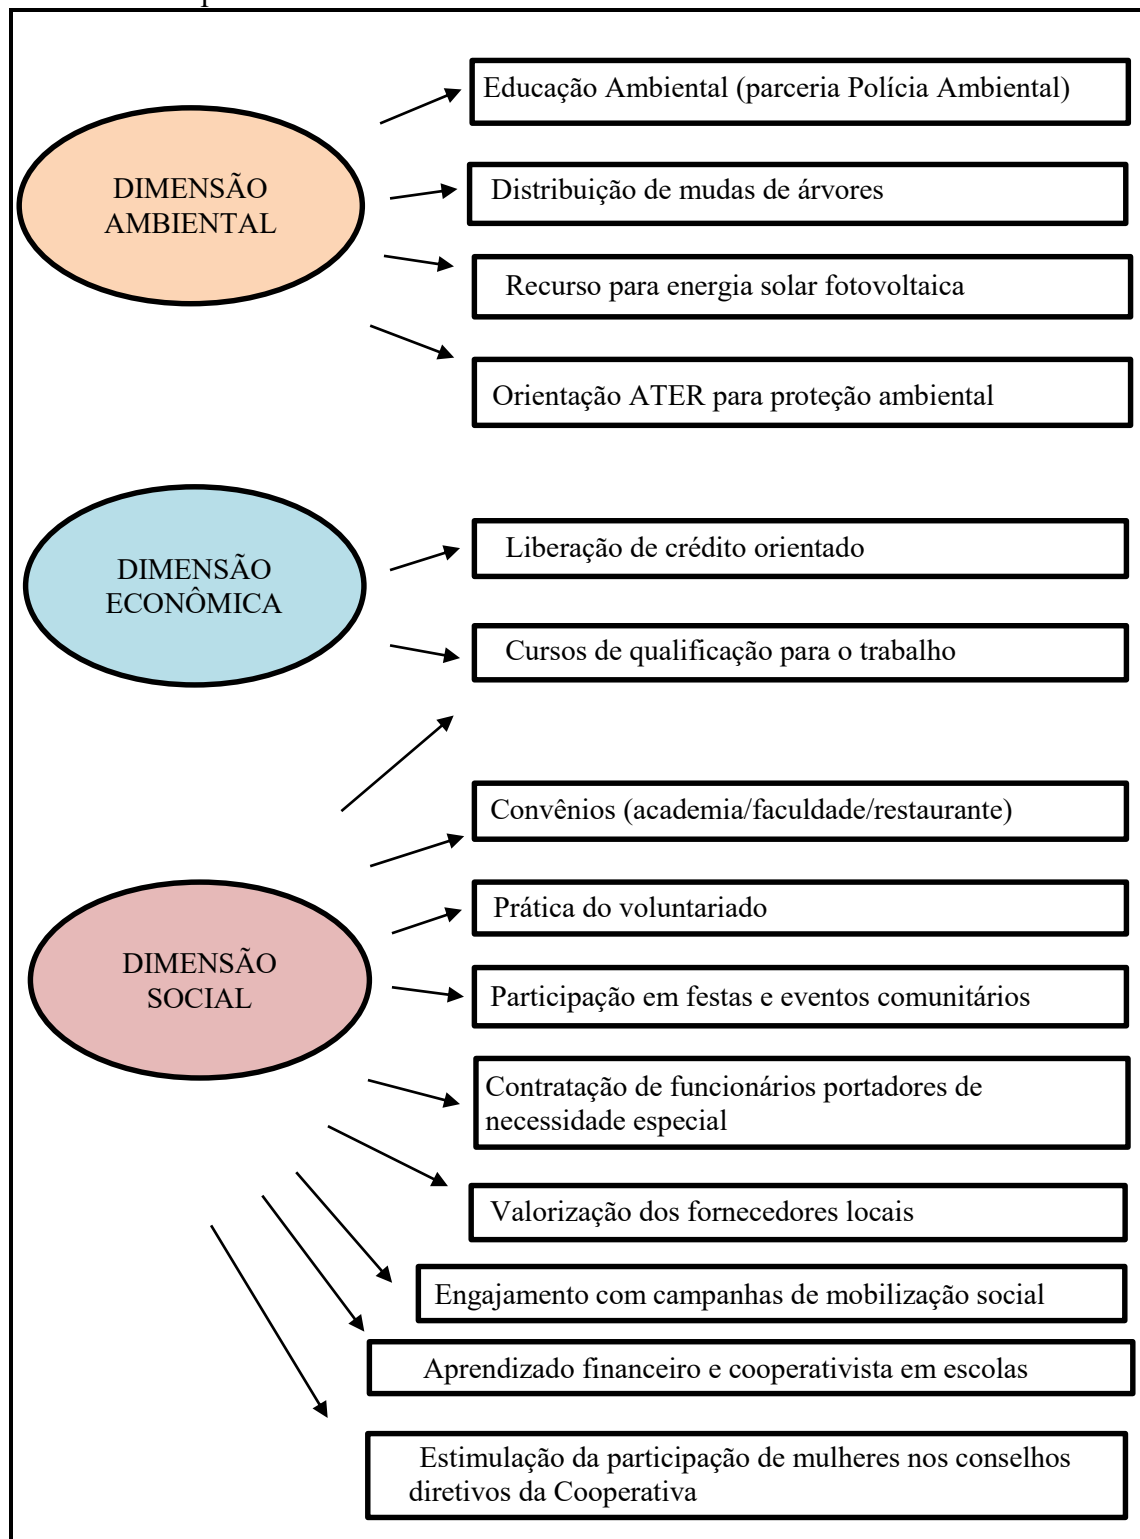 DIMENSÃO
AMBIENTAL
Educação Ambiental (parceria Polícia Ambiental)
Distribuição de mudas de árvores
Recurso para energia solar fotovoltaica
Orientação ATER para proteção ambiental
DIMENSÃO
ECONÔMICA
Liberação de crédito orientado
Cursos de qualificação para o trabalho
DIMENSÃO
SOCIAL
Convênios (academia/faculdade/restaurante)
Prática do voluntariado
Participação em festas e eventos comunitários
Contratação de funcionários portadores de
necessidade especial
Valorização dos fornecedores locais
Engajamento com campanhas de mobilização social
Aprendizado financeiro e cooperativista em escolas
Estimulação da participação de mulheres nos conselhos
diretivos da Cooperativa